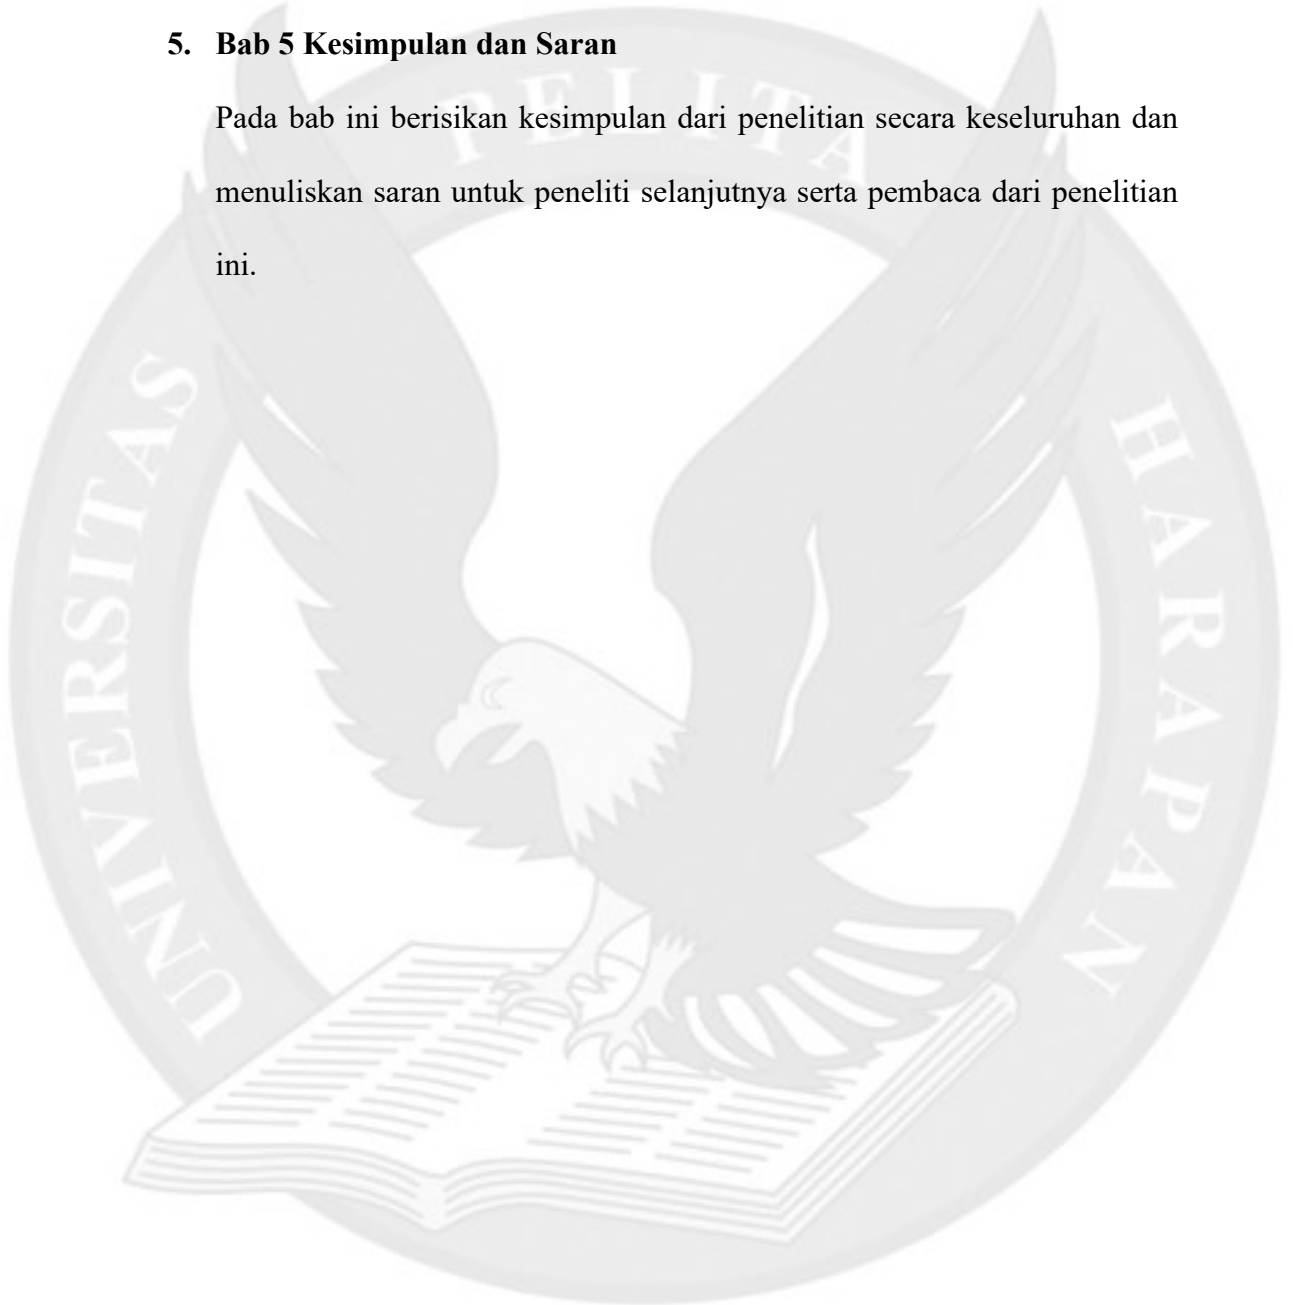 5. Bab 5 Kesimpulan dan Saran
Pada bab ini berisikan kesimpulan dari penelitian secara keseluruhan dan
menuliskan saran untuk peneliti selanjutnya serta pembaca dari penelitian
ini.
UNIVERSITAS
PELITA
HARAPAN